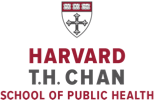 HARVARD
T.H. CHAN
SCHOOL OF PUBLIC HEALTH